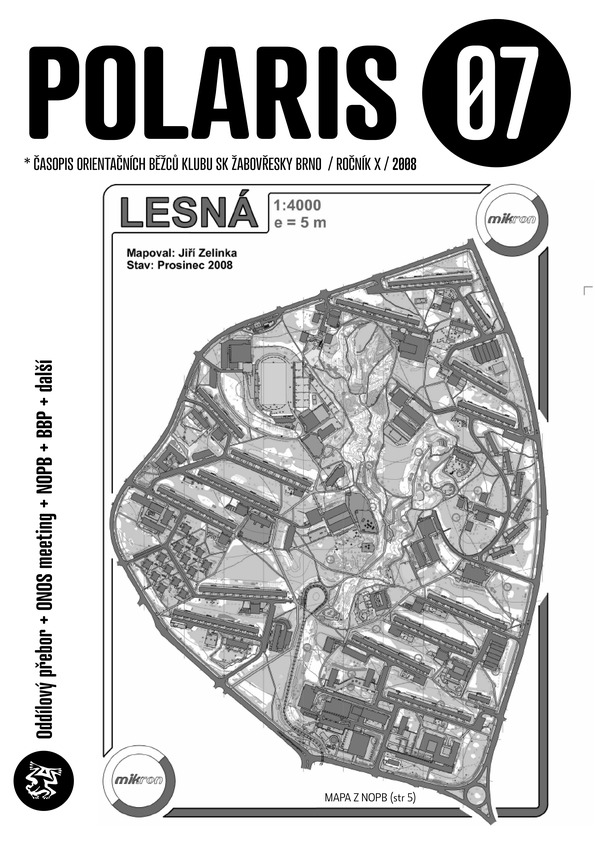 POLARIS 07
* ČASOPIS ORIENTAČNÍCH BĚŽCŮ KLUBU SK ŽABOVŘESKY BRNO / ROČNÍK X / 2008
LESNÁ
1:4000
e = 5 m
mikron
Mapoval: Jiří Zelinka
Stav: Prosinec 2008
Oddílový přebor + ONOS meeting + NOPB + BBP + další
mikron
MAPA Z NOPB (str 5)